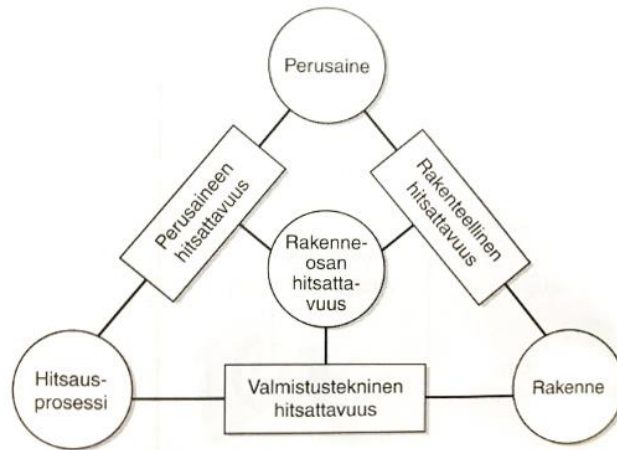 Perusaine
Perusaineen
hitsattavuus
Rakenteellinen
hitsattavuus
Rakenne-
osan
hitsatta-
vuus
Hitsaus-
prosessi
Valmistustekninen
hitsattavuus
Rakenne